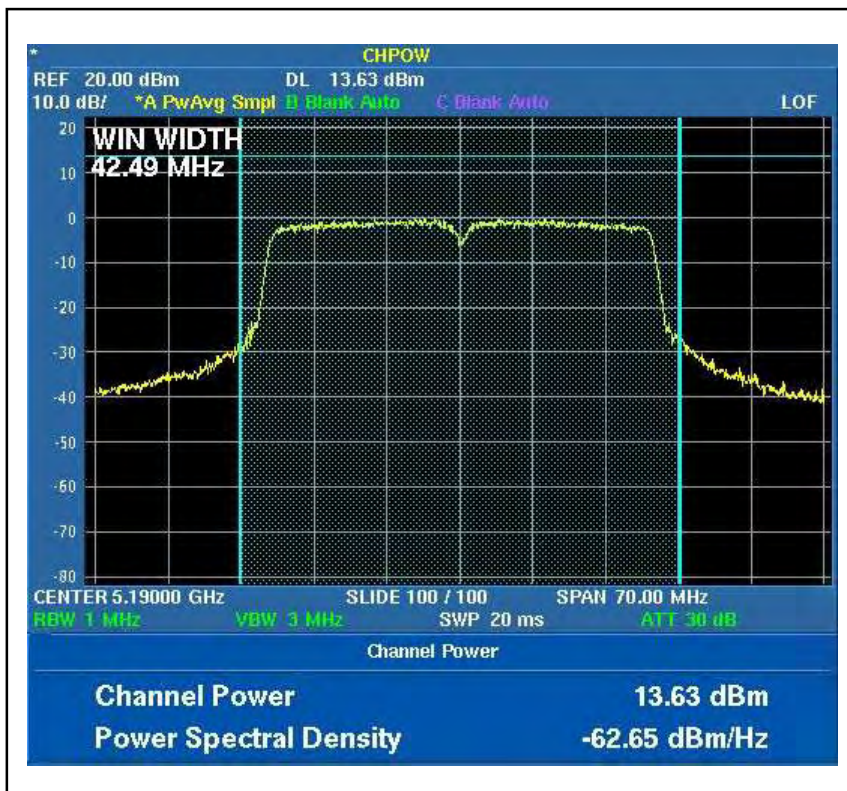 *
CHPOW
REF 20.00 dBm DL 13.63 dBm
10.0 dB/ *A PwAvg Smpl B Blank Auto C Blank Auto LOF
20
WIN WIDTH
10
42.49 MHz
0
-10
-20
-30
-40
-50
-60
-70
-80
CENTER 5.19000 GHz SLIDE 100 / 100 SPAN 70.00 MHz
RBW 1 MHz VBW 3 MHz SWP 20 ms ATT 30 dB
Channel Power
Channel Power 13.63 dBm
Power Spectral Density -62.65 dBm/Hz